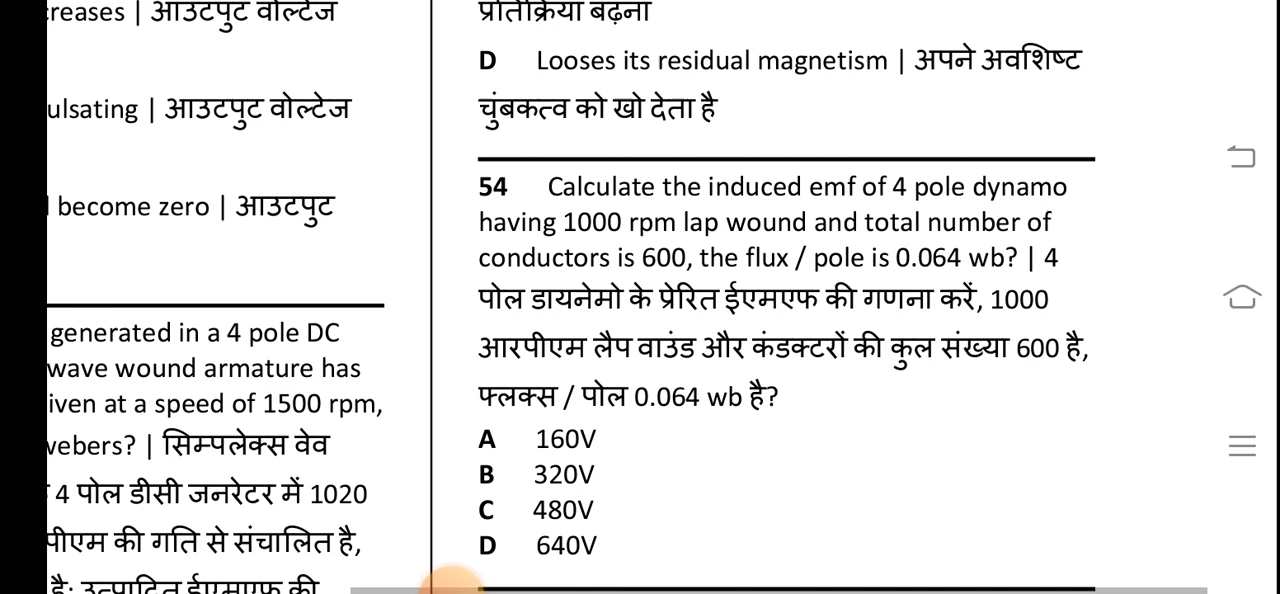 creases | आउटपुट वोल्टेज
ulsating | आउटपुट वोल्टेज
become zero | आउटपुट
generated in a 4 pole DC
wave wound armature has
iven at a speed of 1500 rpm,
webers? | सिम्पलेक्स वेव
4 पोल डीसी जनरेटर में 1020
पीएम की गति से संचालित है,
है; उत्पादित ईएमएफ की
प्रतिक्रिया बढ़ना
D Looses its residual magnetism | अपने अवशिष्ट
चुंबकत्व को खो देता है
54 Calculate the induced emf of 4 pole dynamo
having 1000 rpm lap wound and total number of
conductors is 600, the flux / pole is 0.064 wb? | 4
पोल डायनेमो के प्रेरित ईएमएफ की गणना करें, 1000
आरपीएम लैप वाउंड और कंडक्टरों की कुल संख्या 600 है,
फ्लक्स / पोल 0.064 wb है?
A 160V
B 320V
C 480V
D 640V